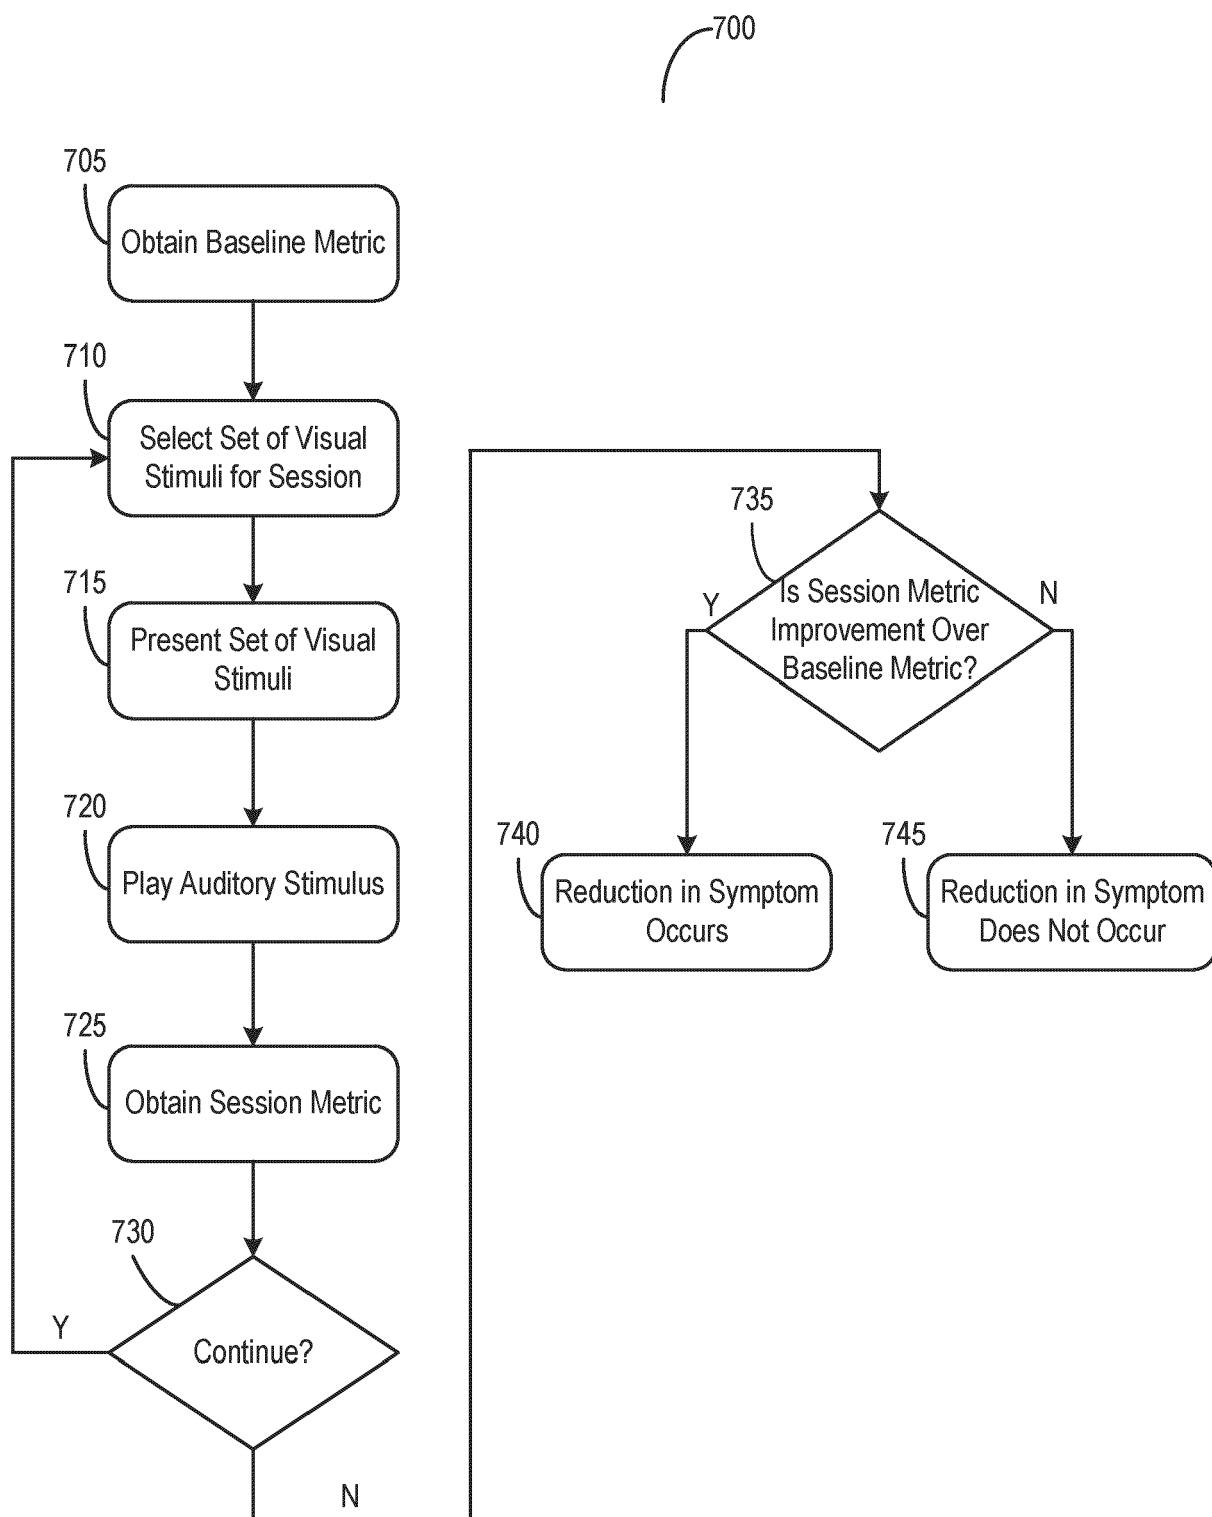 700
705
Obtain Baseline Metric
710
Select Set of Visual
Stimuli for Session
715
Present Set of Visual
Stimuli
720
Play Auditory Stimulus
725
Obtain Session Metric
730
Y
Continue?
N
735
Y
N
Is Session Metric
Improvement Over
Baseline Metric?
740
Reduction in Symptom
Occurs
745
Reduction in Symptom
Does Not Occur